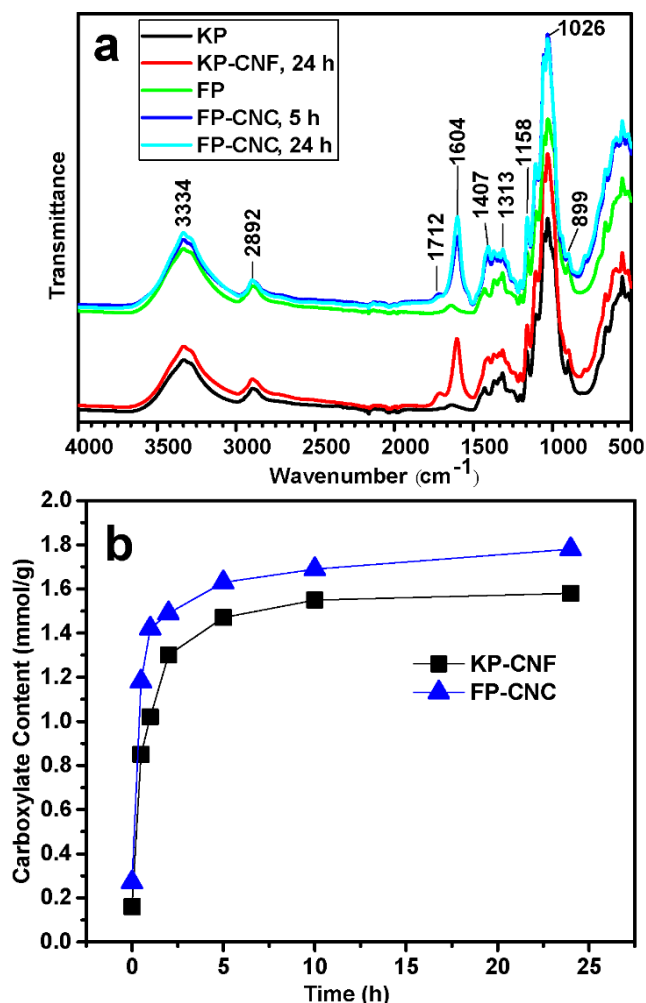 a
KP
KP-CNF, 24 h
FP
FP-CNC, 5 h
FP-CNC, 24 h
1026
3334
2892
1712
1604
1407
1313
1158
899
Transmittance
4000 3500 3000 2500 2000 1500 1000 500
Wavenumber (cm⁻¹)
b
2.0
1.8
1.6
1.4
1.2
1.0
0.8
0.6
0.4
0.2
0.0
Carboxylate Content (mmol/g)
KP-CNF
FP-CNC
0 5 10 15 20 25
Time (h)